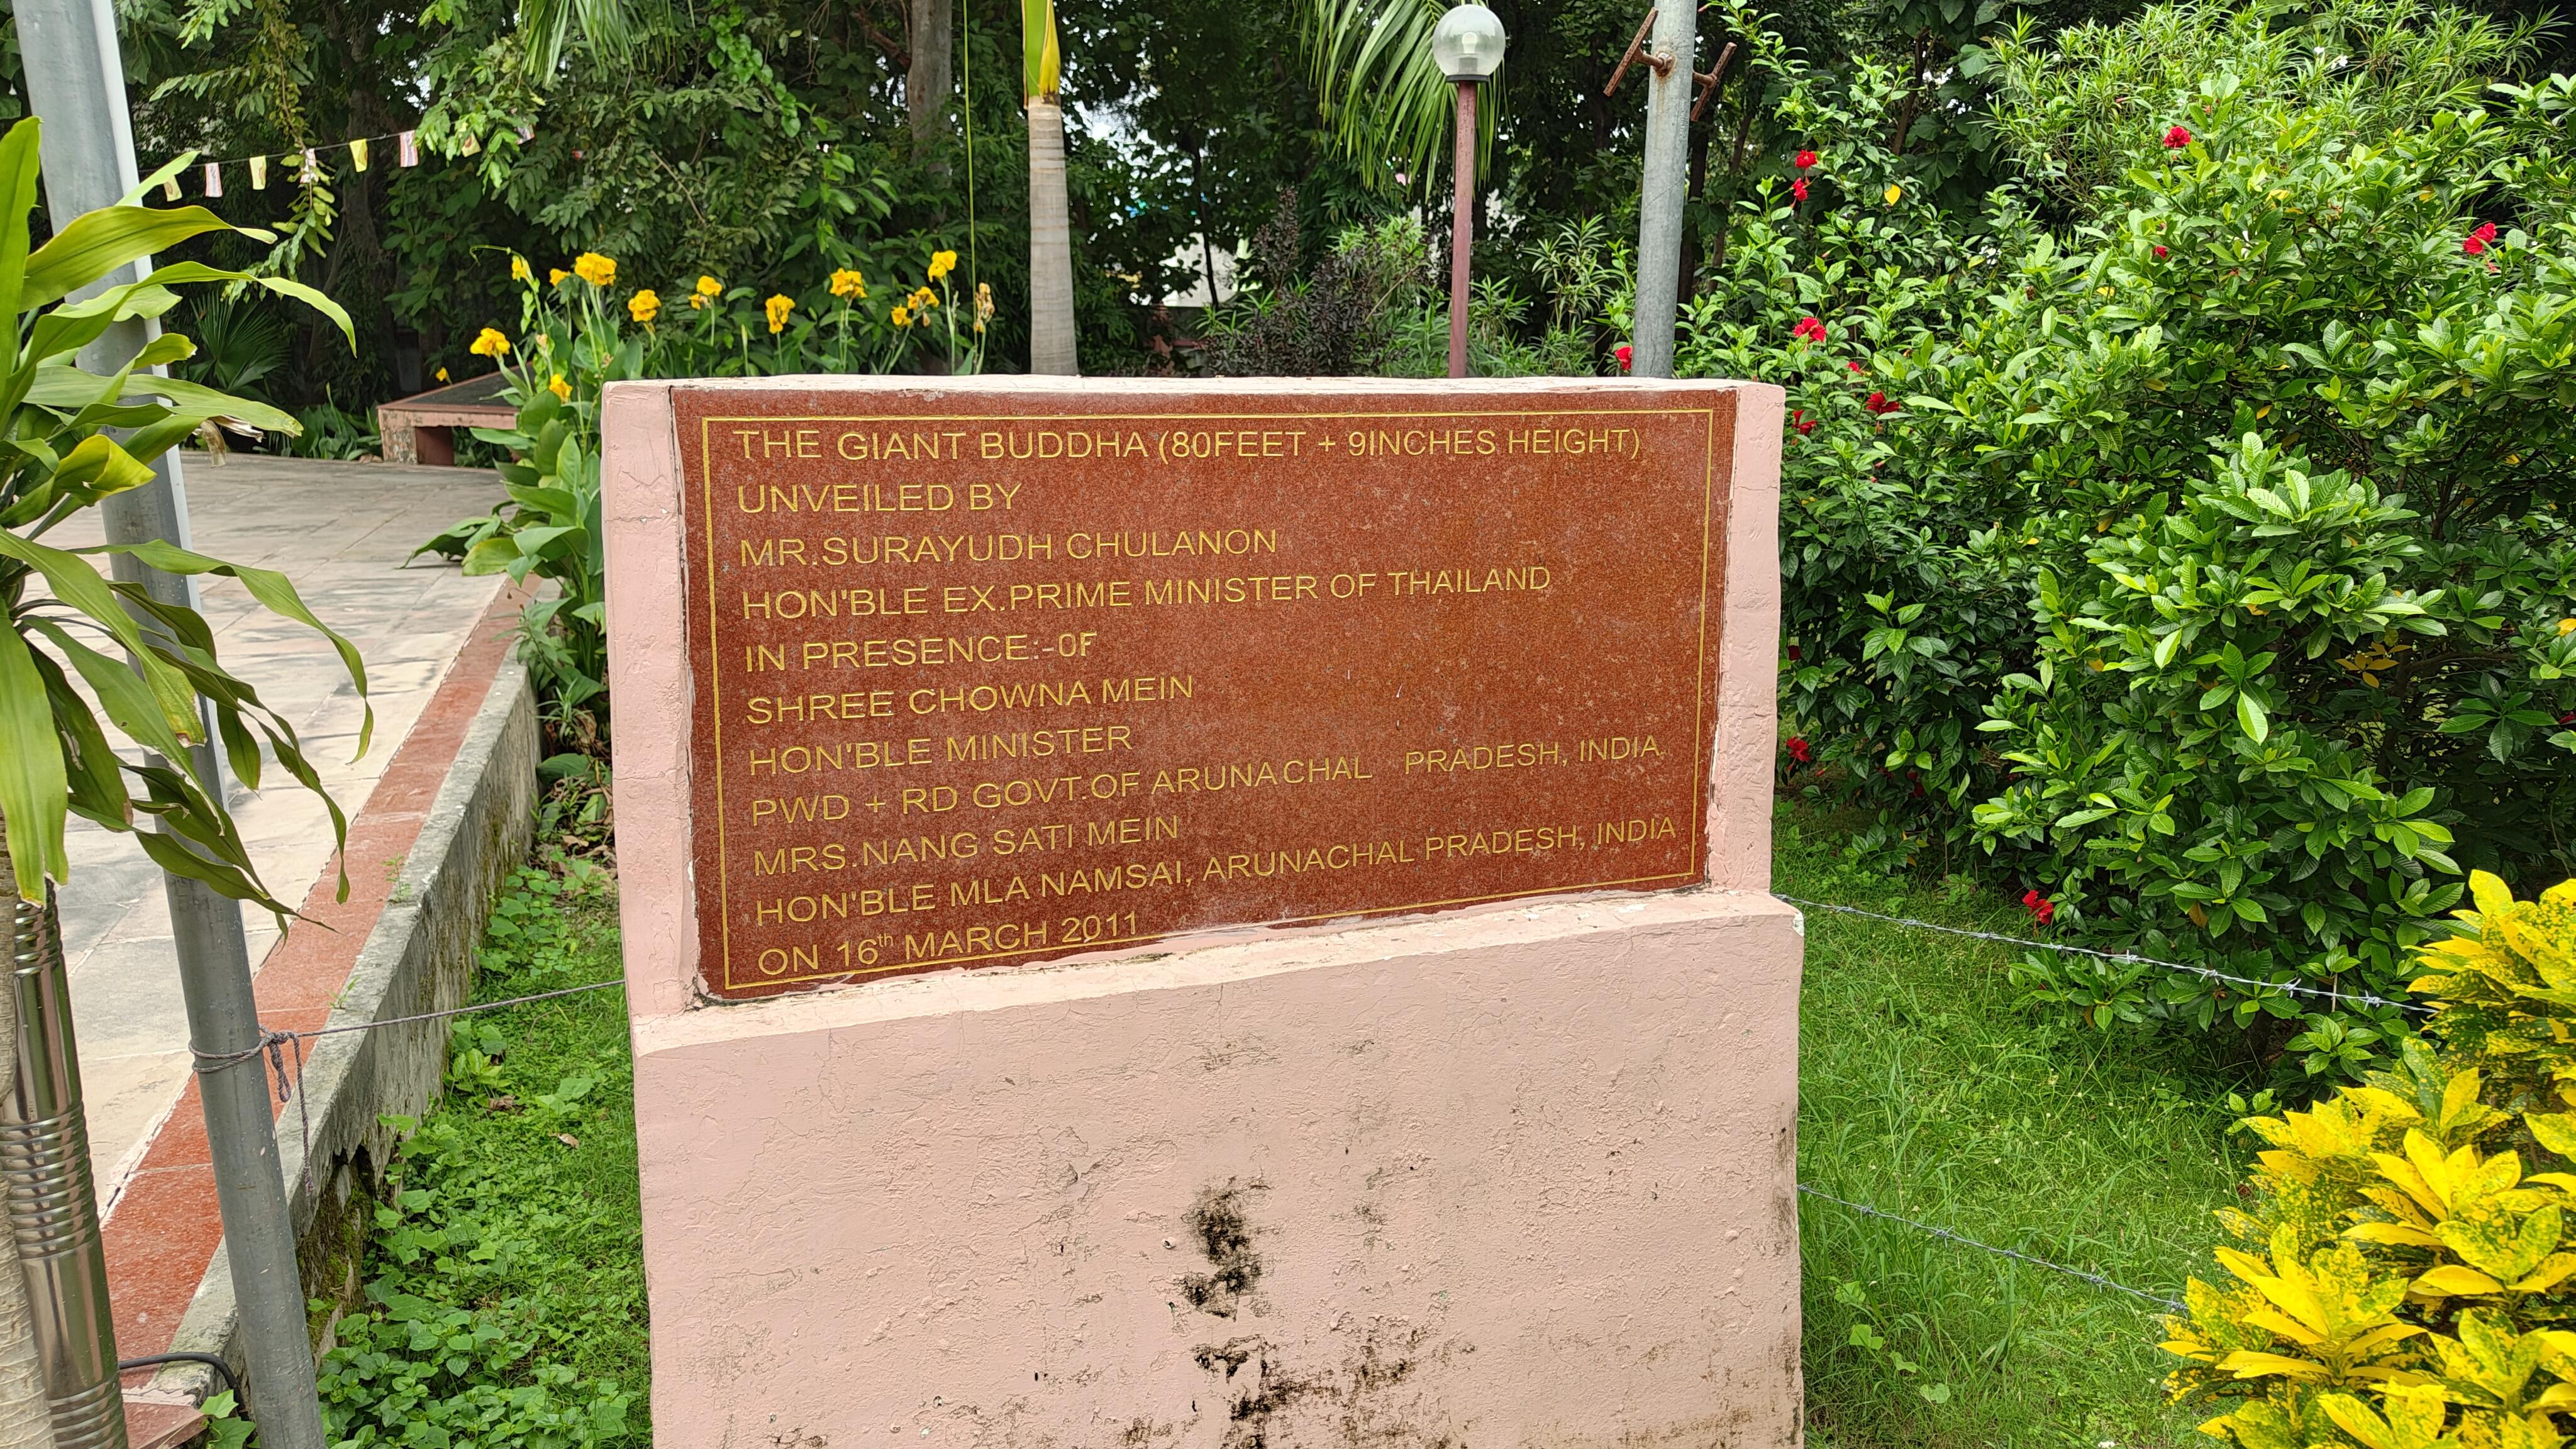 THE GIANT BUDDHA (80FEET + 9INCHES HEIGHT)
UNVEILED BY
MR.SURAYUDH CHULANON
HON'BLE EX.PRIME MINISTER OF THAILAND
IN PRESENCE:-OF
SHREE CHOWNA MEIN
HON'BLE MINISTER
PWD + RD GOVT.OF ARUNACHAL PRADESH, INDIA.
MRS.NANG SATI MEIN
HON'BLE MLA NAMSAI, ARUNACHAL PRADESH, INDIA
ON 16th MARCH 2011